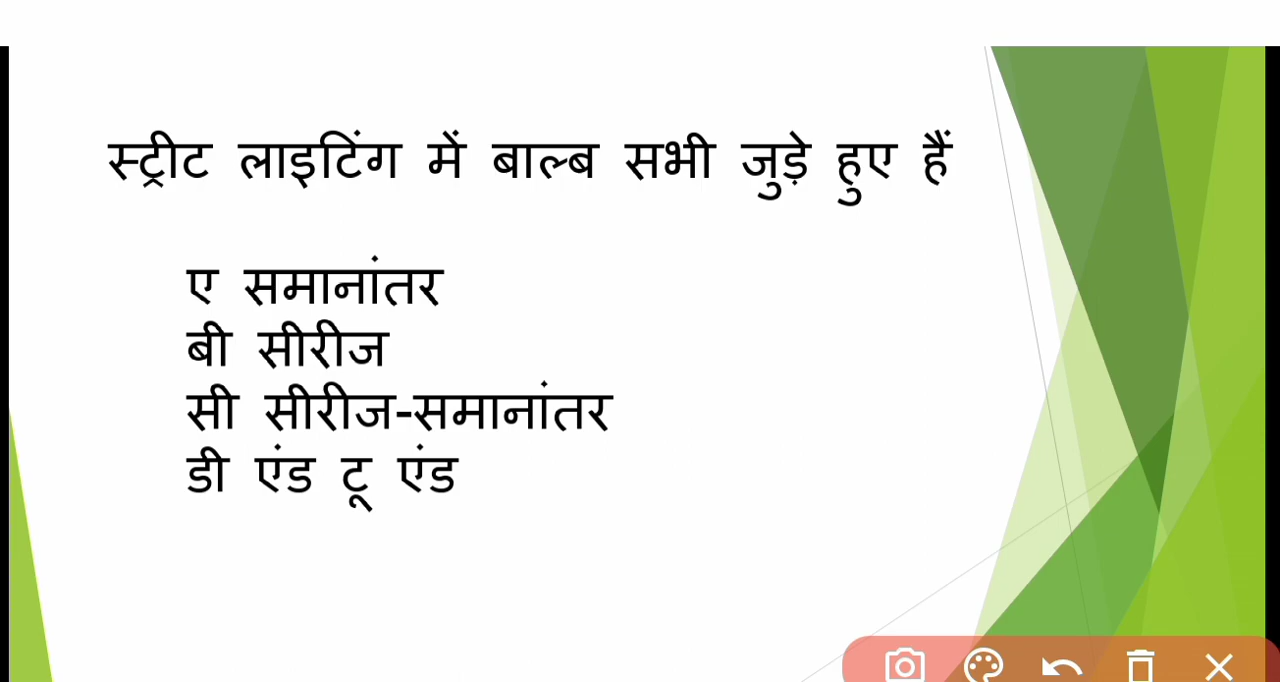 स्ट्रीट लाइटिंग में बाल्ब सभी जुड़े हुए हैं
ए समानांतर
बी सीरीज
सी सीरीज-समानांतर
डी एंड टू एंड